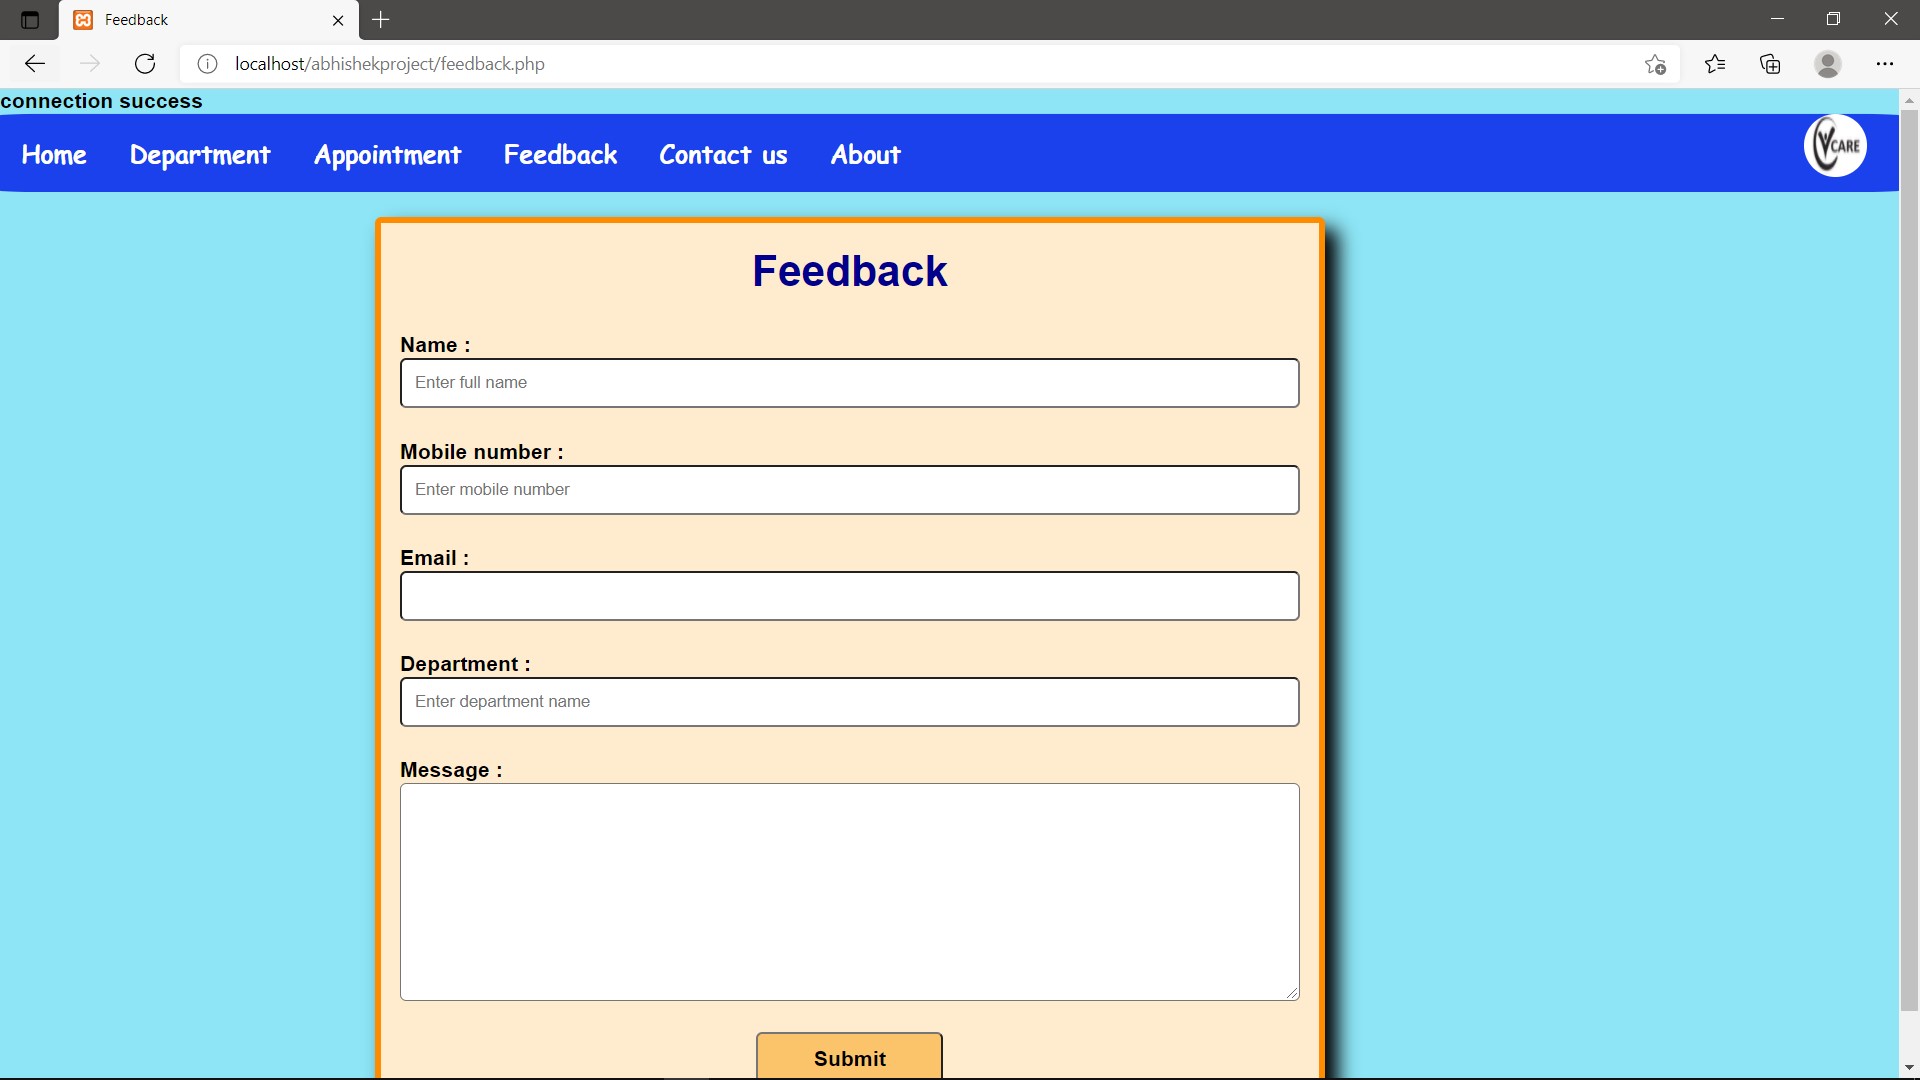 Feedback
localhost/abhishekproject/feedback.php
connection success
Home Department Appointment Feedback Contact us About
VCARE
Feedback
Name :
Enter full name
Mobile number :
Enter mobile number
Email :
Department :
Enter department name
Message :
Submit